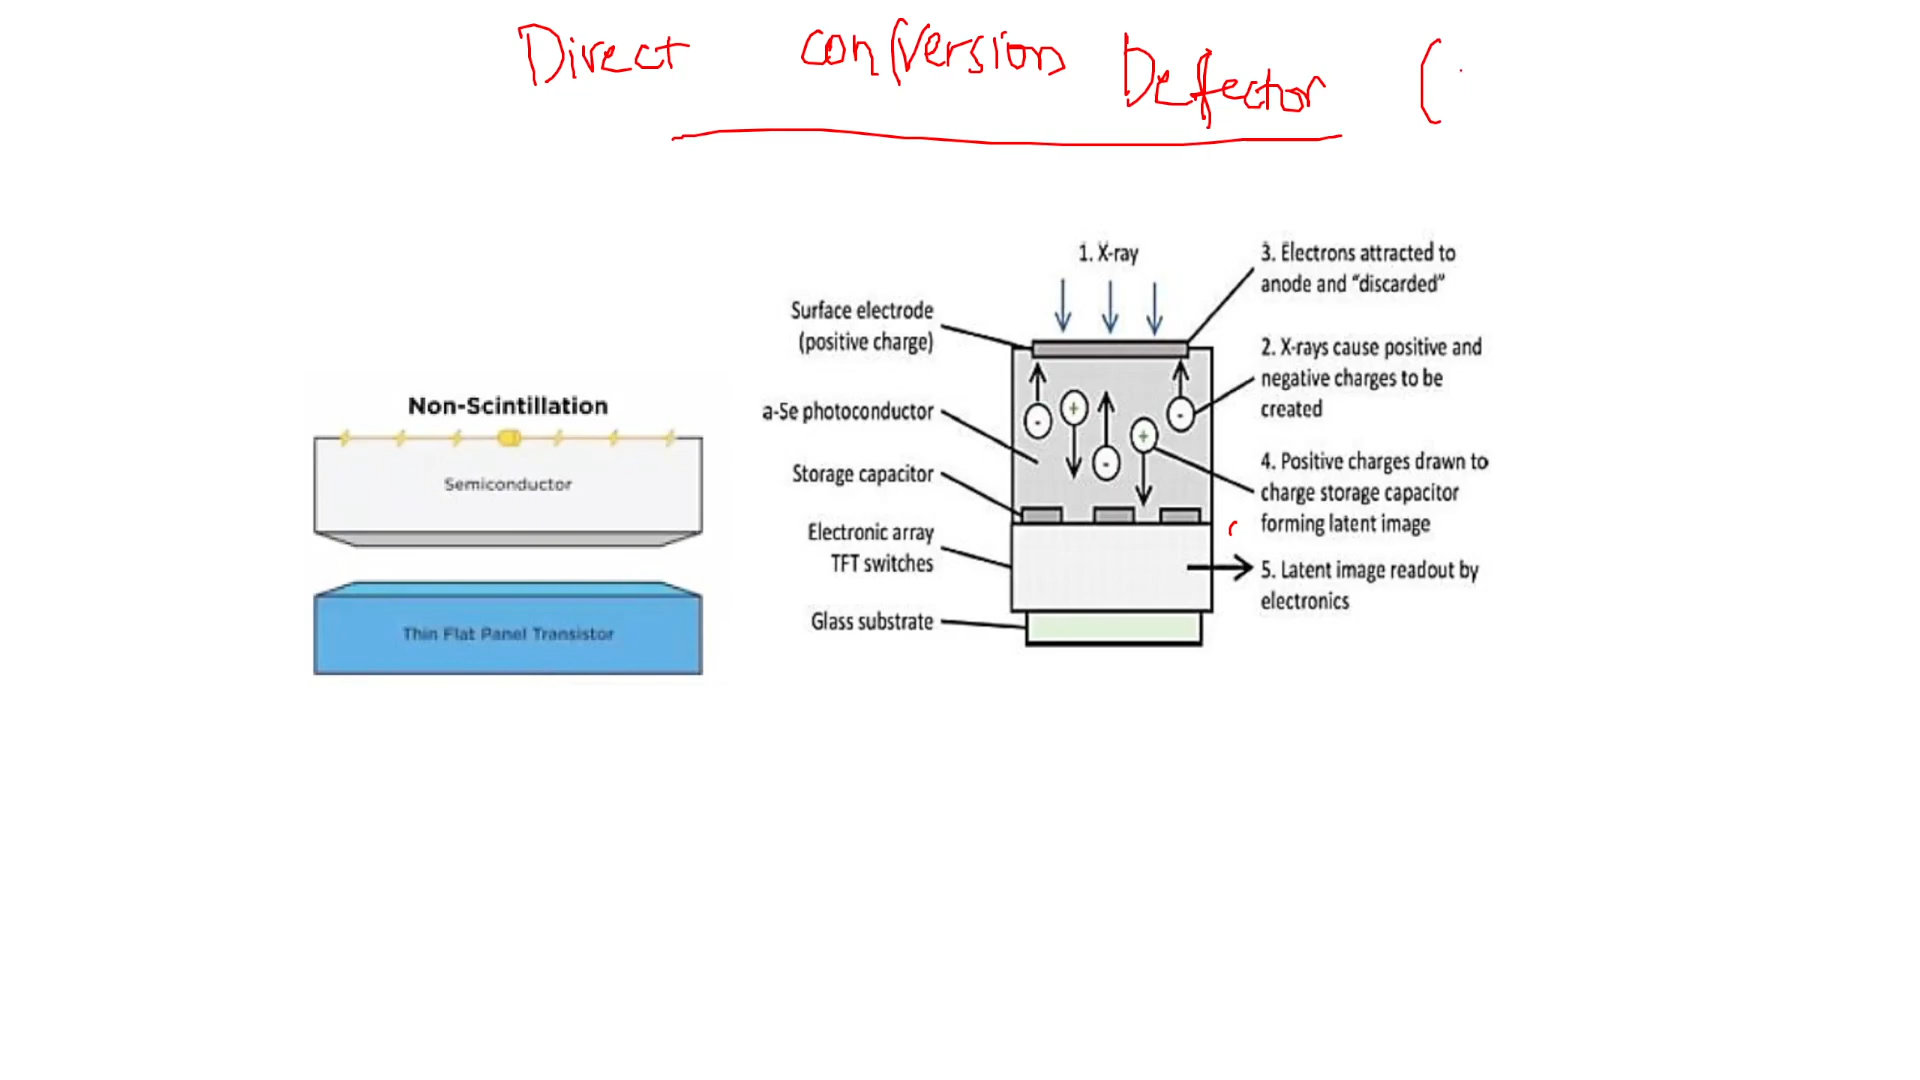 Direct conversion Detector (
1. X-ray
Surface electrode
(positive charge)
a-Se photoconductor
Storage capacitor
Electronic array
TFT switches
Glass substrate
3. Electrons attracted to
anode and “discarded”
2. X-rays cause positive and
negative charges to be
created
4. Positive charges drawn to
charge storage capacitor
forming latent image
5. Latent image readout by
electronics
- + - + -
Non-Scintillation
Semiconductor
Thin Flat Panel Transistor